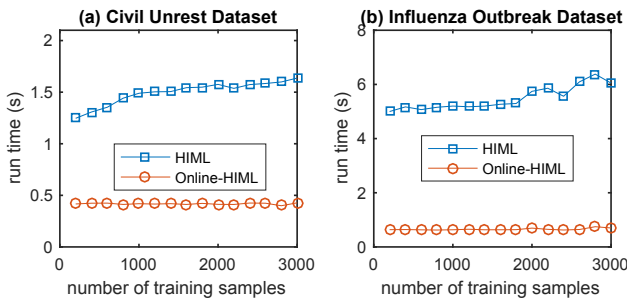 (a) Civil Unrest Dataset
2
1.5
1
0.5
0
run time (s)
HIML
Online-HIML
0
1000
2000
3000
number of training samples
(b) Influenza Outbreak Dataset
8
6
4
2
0
run time (s)
HIML
Online-HIML
0
1000
2000
3000
number of training samples